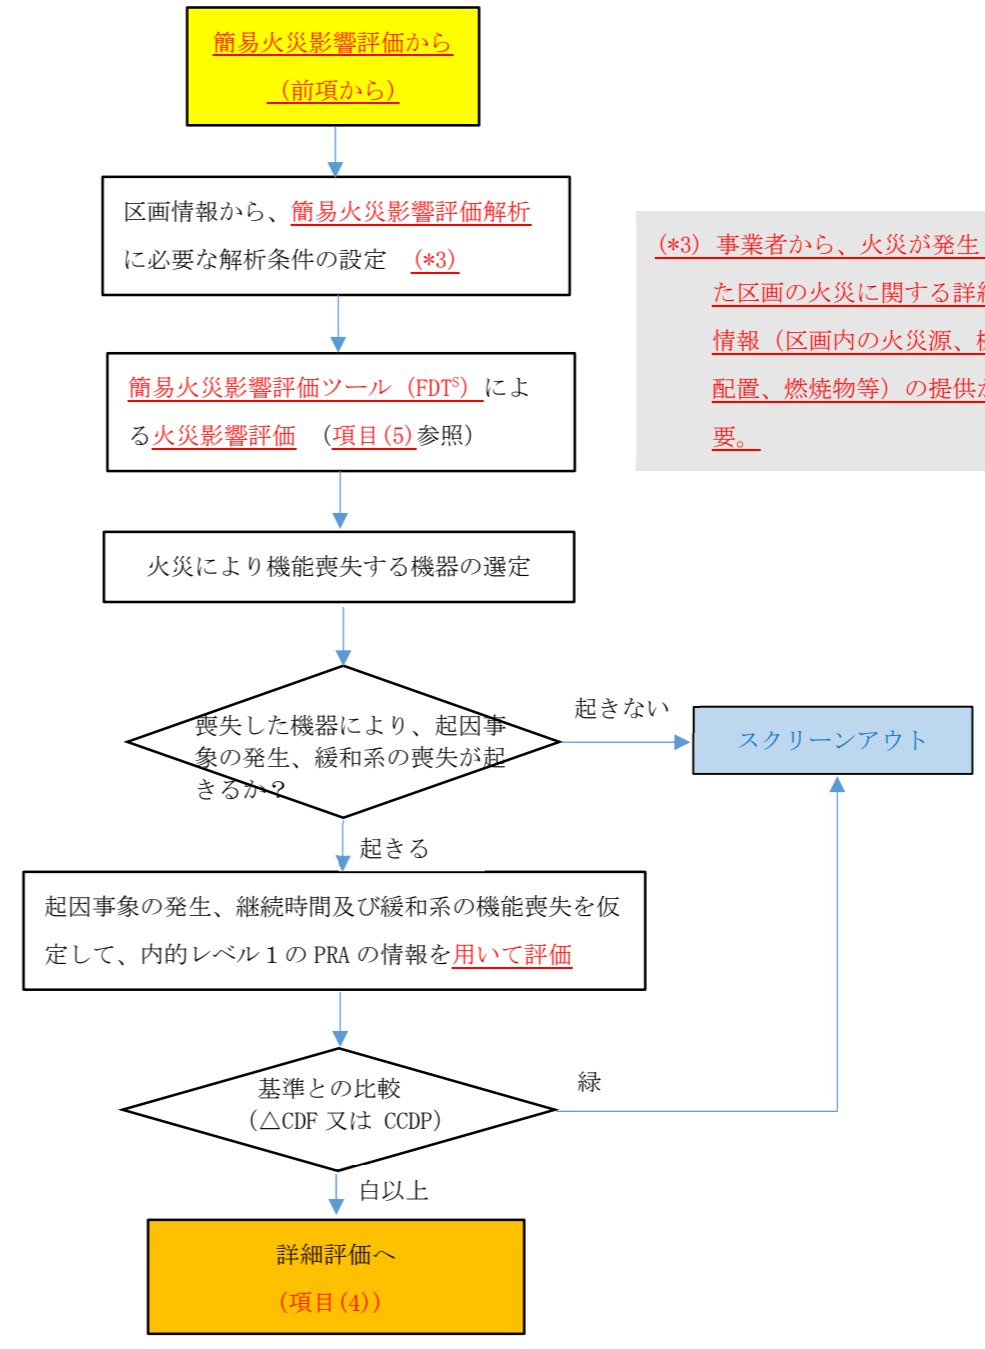 簡易火災影響評価から
(前項から)
区画情報から、簡易火災影響評価解析
に必要な解析条件の設定 (*3)
(*3) 事業者から、火災が発生
た区画の火災に関する詳
情報（区画内の火災源、
配置、燃焼物等）の提供
要。
簡易火災影響評価ツール (FDTS) によ
る火災影響評価 (項目(5)参照)
火災により機能喪失する機器の選定
喪失した機器により、起因事
象の発生、緩和系の喪失が起
きるか？
起きない
スクリーンアウト
起きる
起因事象の発生、継続時間及び緩和系の機能喪失を仮
定して、内的レベル１の PRA の情報を用いて評価
基準との比較
(△CDF 又は CCDP)
緑
白以上
詳細評価へ
(項目(4))